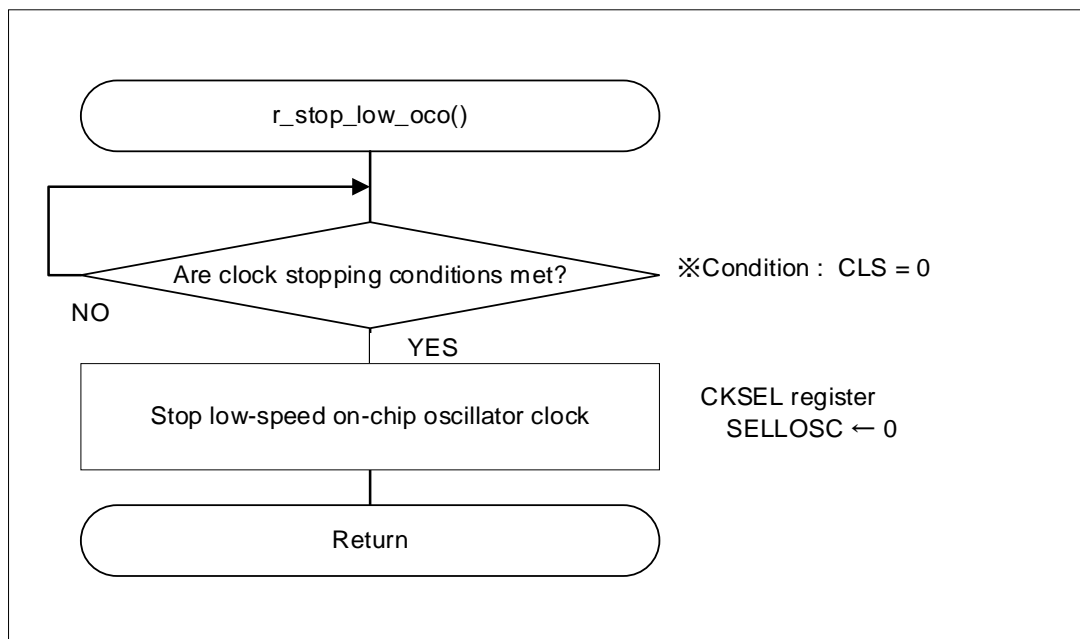 r_stop_low_oco()
Are clock stopping conditions met?
※Condition : CLS = 0
NO
YES
Stop low-speed on-chip oscillator clock
CKSEL register
SELLOSC ← 0
Return